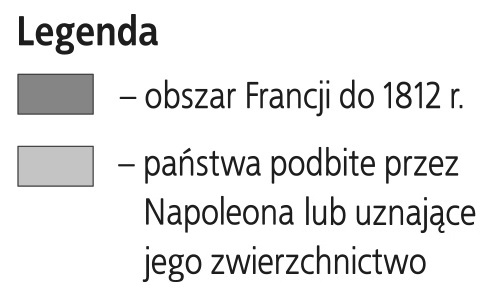 Legenda
– obszar Francji do 1812 r.
– państwa podbite przez
Napoleona lub uznające
jego zwierzchnictwo